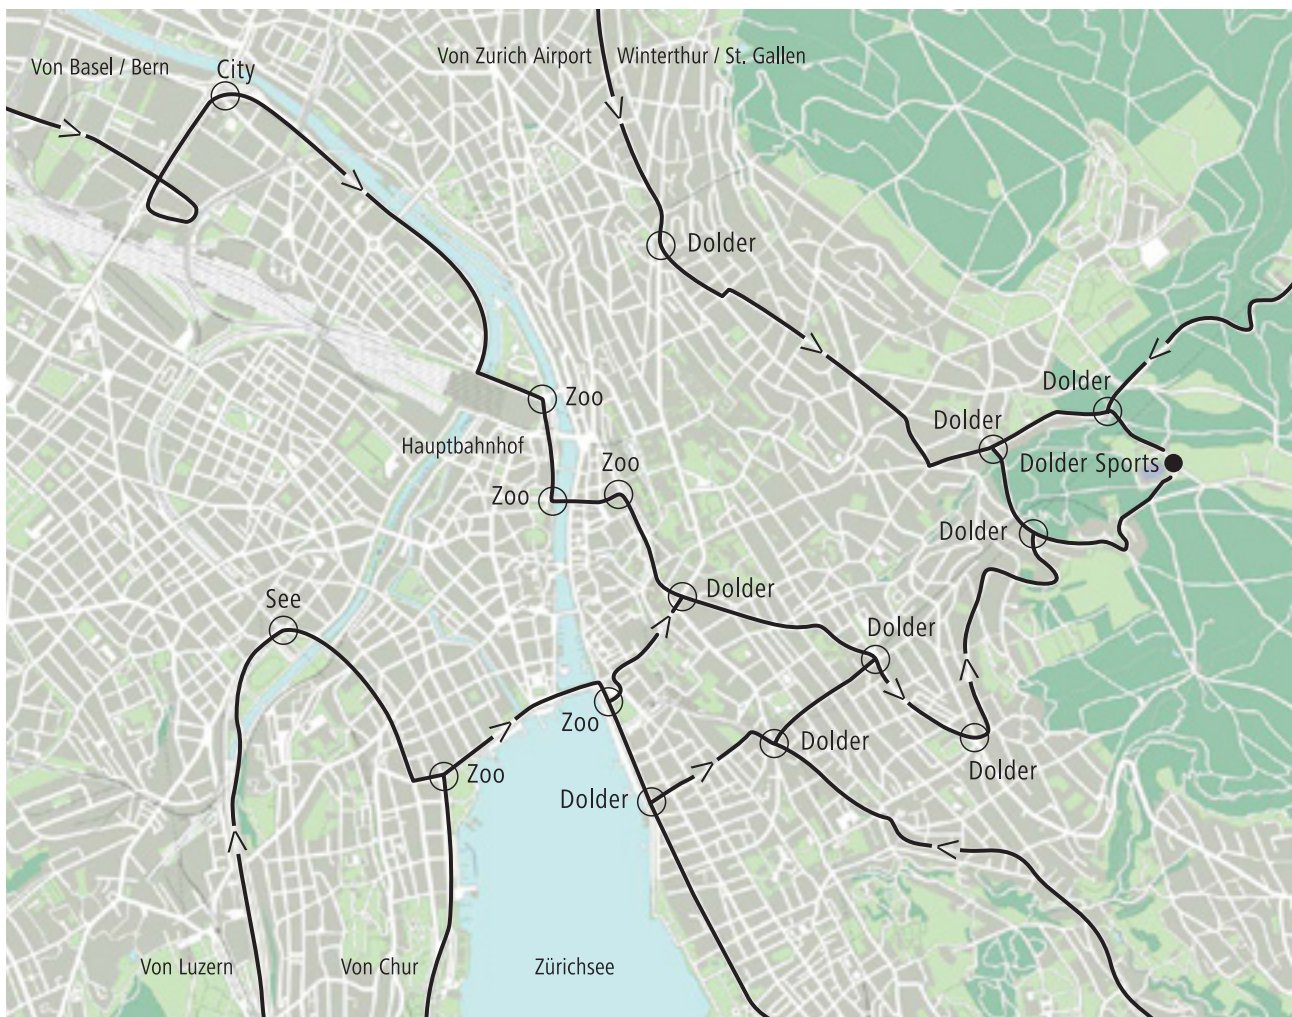 Von Zurich Airport
Winterthur / St. Gallen
Von Basel / Bern
City
Dolder
Dolder
Zoo
Dolder
Hauptbahnhof
Zoo
Dolder Sports
Zoo
Dolder
Dolder
See
Dolder
Zoo
Dolder
Dolder
Zoo
Dolder
Von Luzern
Von Chur
Zürichsee